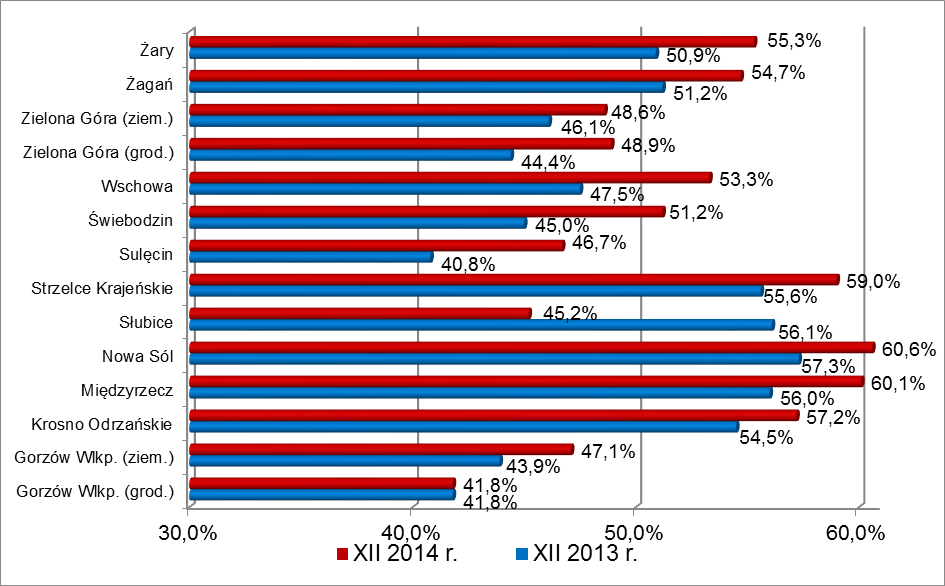 Żary 55,3%
50,9%
Żagań 54,7%
51,2%
Zielona Góra (ziem.) 48,6%
46,1%
Zielona Góra (grod.) 48,9%
44,4%
Wschowa 53,3%
47,5%
Świebodzin 51,2%
45,0%
Sulęcin 46,7%
40,8%
Strzelce Krajeńskie 59,0%
55,6%
Słubice 45,2%
56,1%
Nowa Sól 60,6%
57,3%
Międzyrzecz 60,1%
56,0%
Krosno Odrzańskie 57,2%
54,5%
Gorzów Wlkp. (ziem.) 47,1%
43,9%
Gorzów Wlkp. (grod.) 41,8%
41,8%
30,0% 40,0% 50,0% 60,0%
XII 2014 r. XII 2013 r.